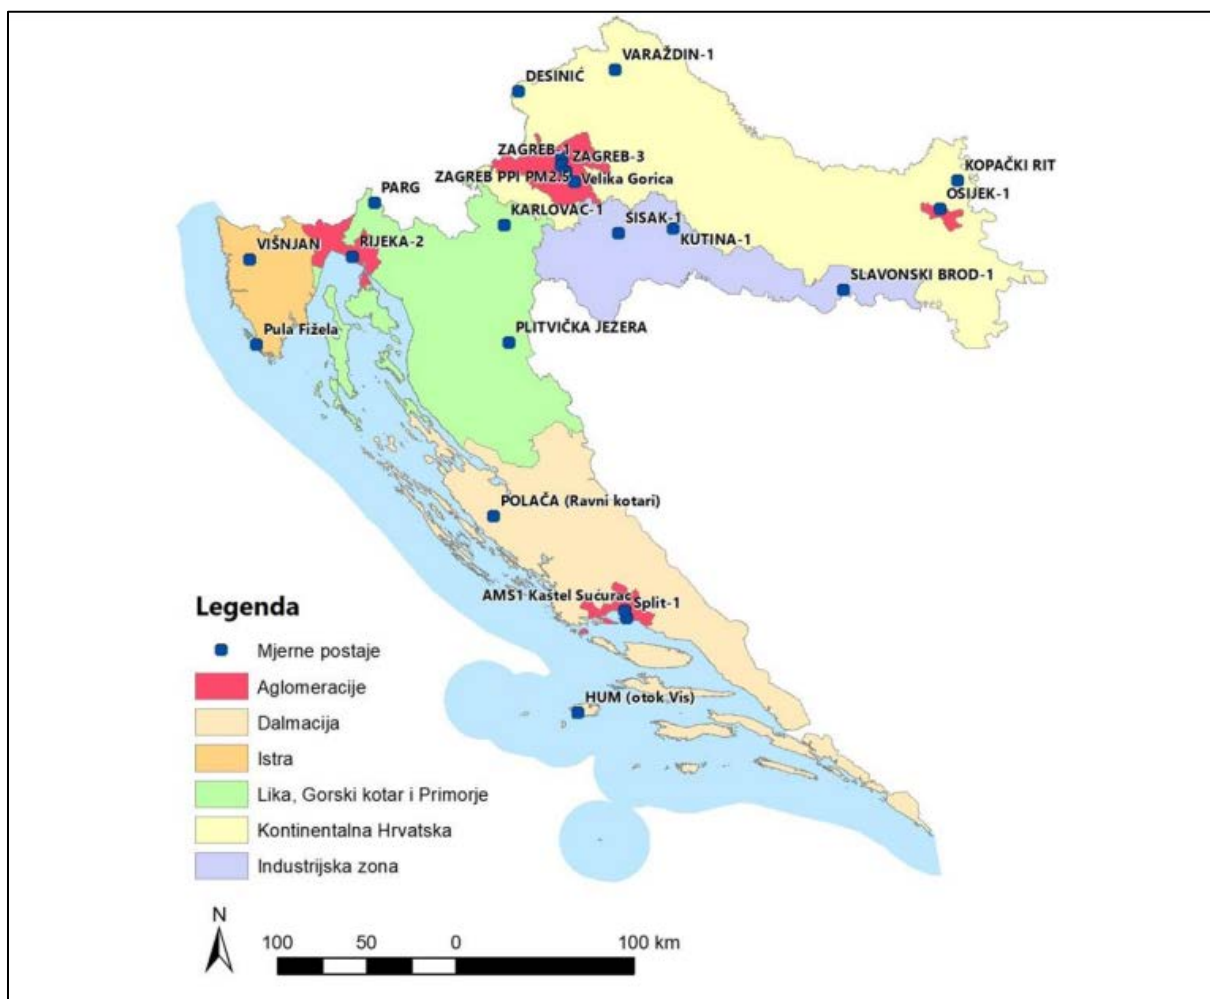 VARAŽDIN-1
DESINIĆ
ZAGREB-1
ZAGREB-3
KOPAČKI RIT
ZAGREB PPI PM2.5
Velika Gorica
PARG
OSIJEK-1
KARLOVAC-1
SISAK-1
KUTINA-1
VIŠNJAN
RIJEKA-2
SLAVONSKI BROD-1
Pula Fižela
PLITVIČKA JEZERA
POLAČA (Ravni kotari)
AMS1 Kaštel Sućurac
Split-1
HUM (otok Vis)
Legenda
Mjerne postaje
Aglomeracije
Dalmacija
Istra
Lika, Gorski kotar i Primorje
Kontinentalna Hrvatska
Industrijska zona
N
100 50 0 100 km